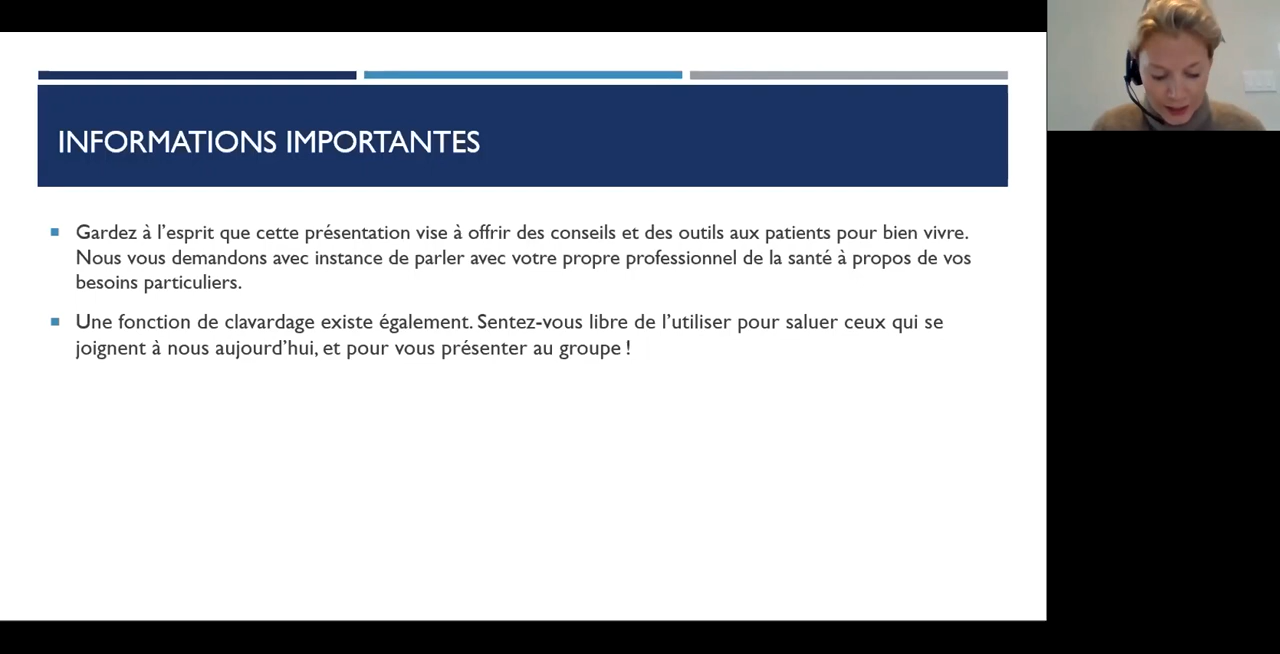 INFORMATIONS IMPORTANTES
Gardez à l’esprit que cette présentation vise à offrir des conseils et des outils aux patients pour bien vivre.
Nous vous demandons avec instance de parler avec votre propre professionnel de la santé à propos de vos
besoins particuliers.
Une fonction de clavardage existe également. Sentez-vous libre de l’utiliser pour saluer ceux qui se
joignent à nous aujourd’hui, et pour vous présenter au groupe !